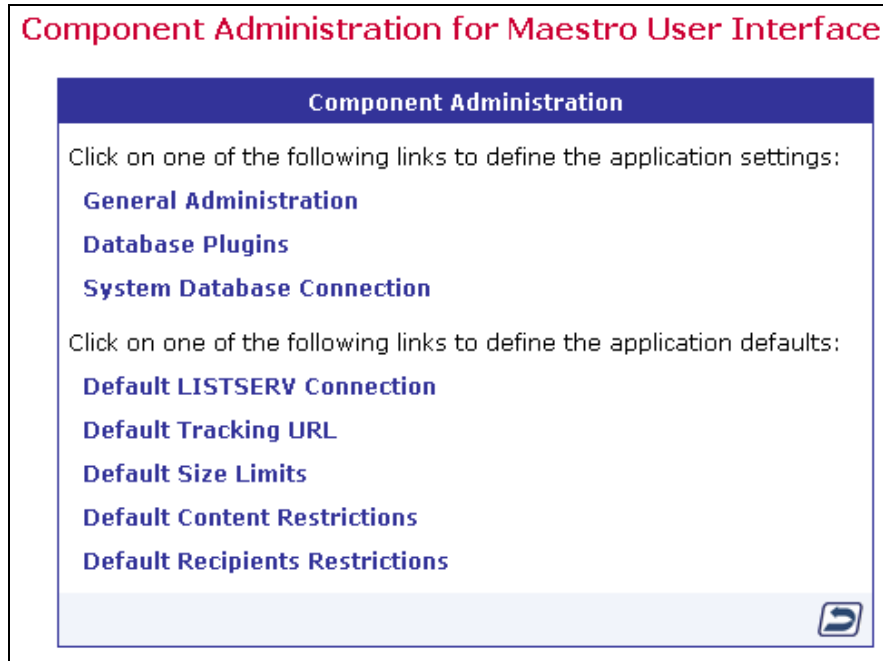 Component Administration for Maestro User Interface
Component Administration
Click on one of the following links to define the application settings:
General Administration
Database Plugins
System Database Connection
Click on one of the following links to define the application defaults:
Default LISTSERV Connection
Default Tracking URL
Default Size Limits
Default Content Restrictions
Default Recipients Restrictions